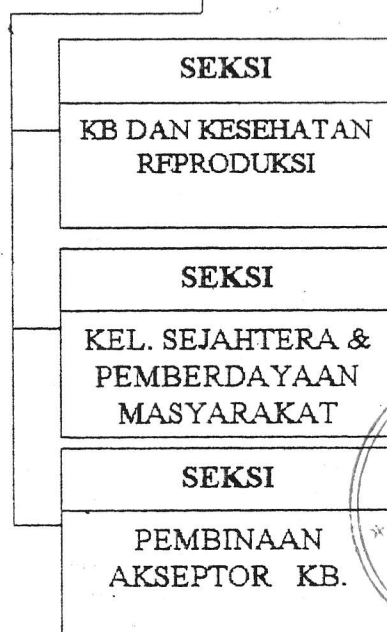 SEKSI
KB DAN KESEHATAN
RFPRODUKSI
SEKSI
KEL. SEJAHTERA &
PEMBERDAYAAN
MASYARAKAT
SEKSI
PEMBINAAN
AKSEPTOR KB.